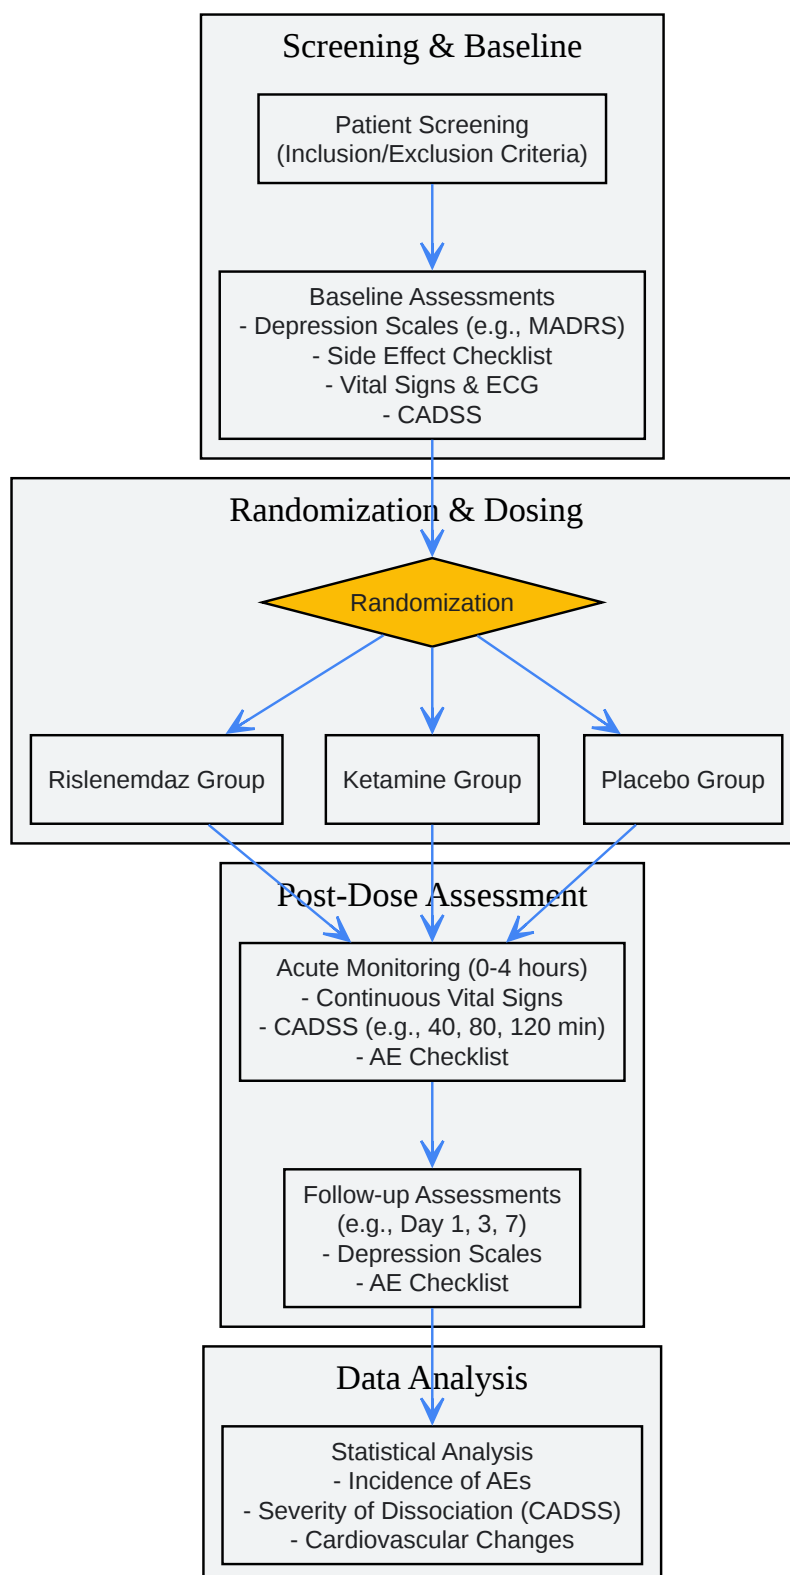 Screening & Baseline
Patient Screening
(Inclusion/Exclusion Criteria)
Baseline Assessments
- Depression Scales (e.g., MADRS)
- Side Effect Checklist
- Vital Signs & ECG
- CADSS
Randomization & Dosing
Randomization
Rislenemdaz Group
Ketamine Group
Placebo Group
Post-Dose Assessment
Acute Monitoring (0-4 hours)
- Continuous Vital Signs
- CADSS (e.g., 40, 80, 120 min)
- AE Checklist
Follow-up Assessments
(e.g., Day 1, 3, 7)
- Depression Scales
- AE Checklist
Data Analysis
Statistical Analysis
- Incidence of AEs
- Severity of Dissociation (CADSS)
- Cardiovascular Changes